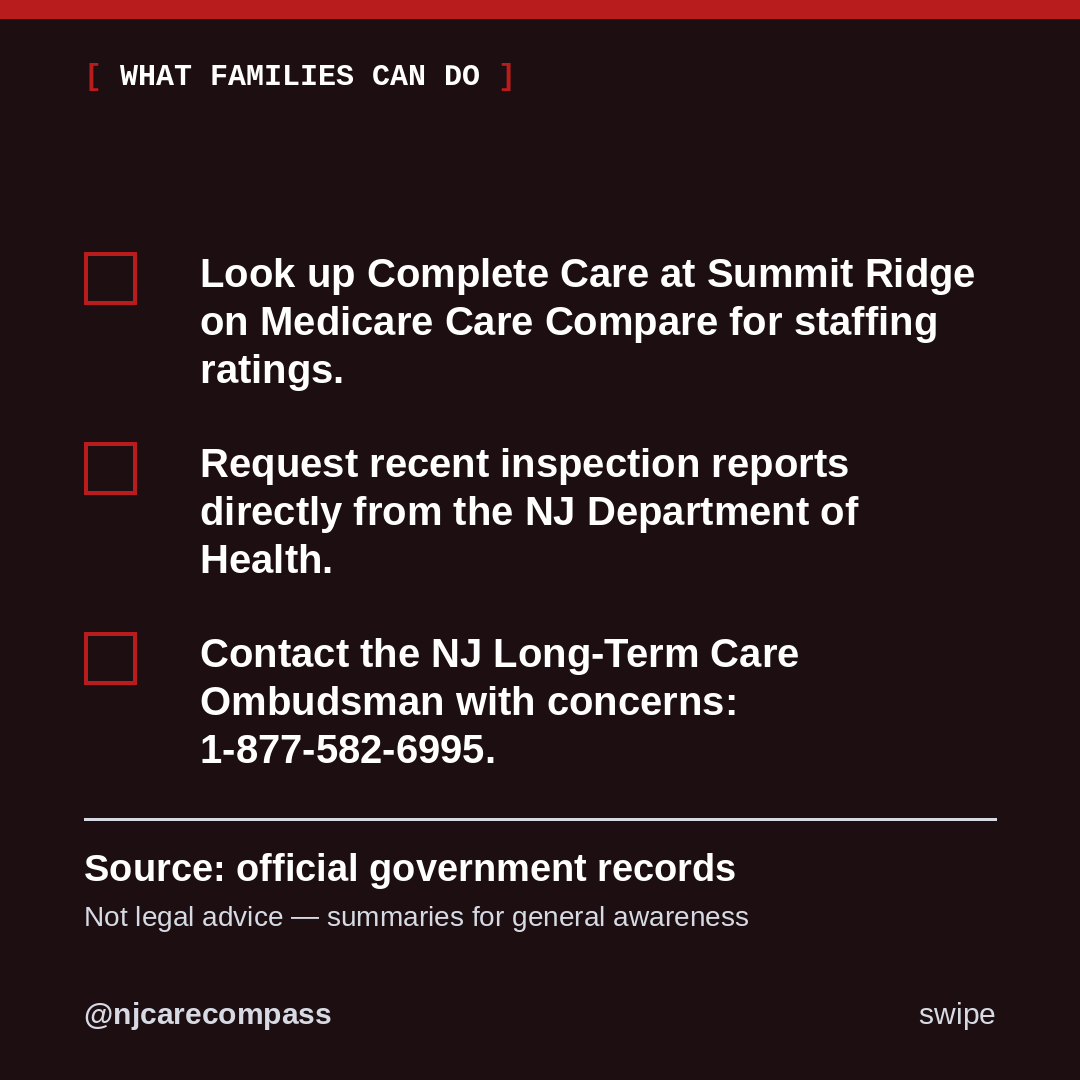 [ WHAT FAMILIES CAN DO ]
Look up Complete Care at Summit Ridge
on Medicare Care Compare for staffing
ratings.
Request recent inspection reports
directly from the NJ Department of
Health.
Contact the NJ Long-Term Care
Ombudsman with concerns:
1-877-582-6995.
Source: official government records
Not legal advice — summaries for general awareness
@njcarecompass
swipe